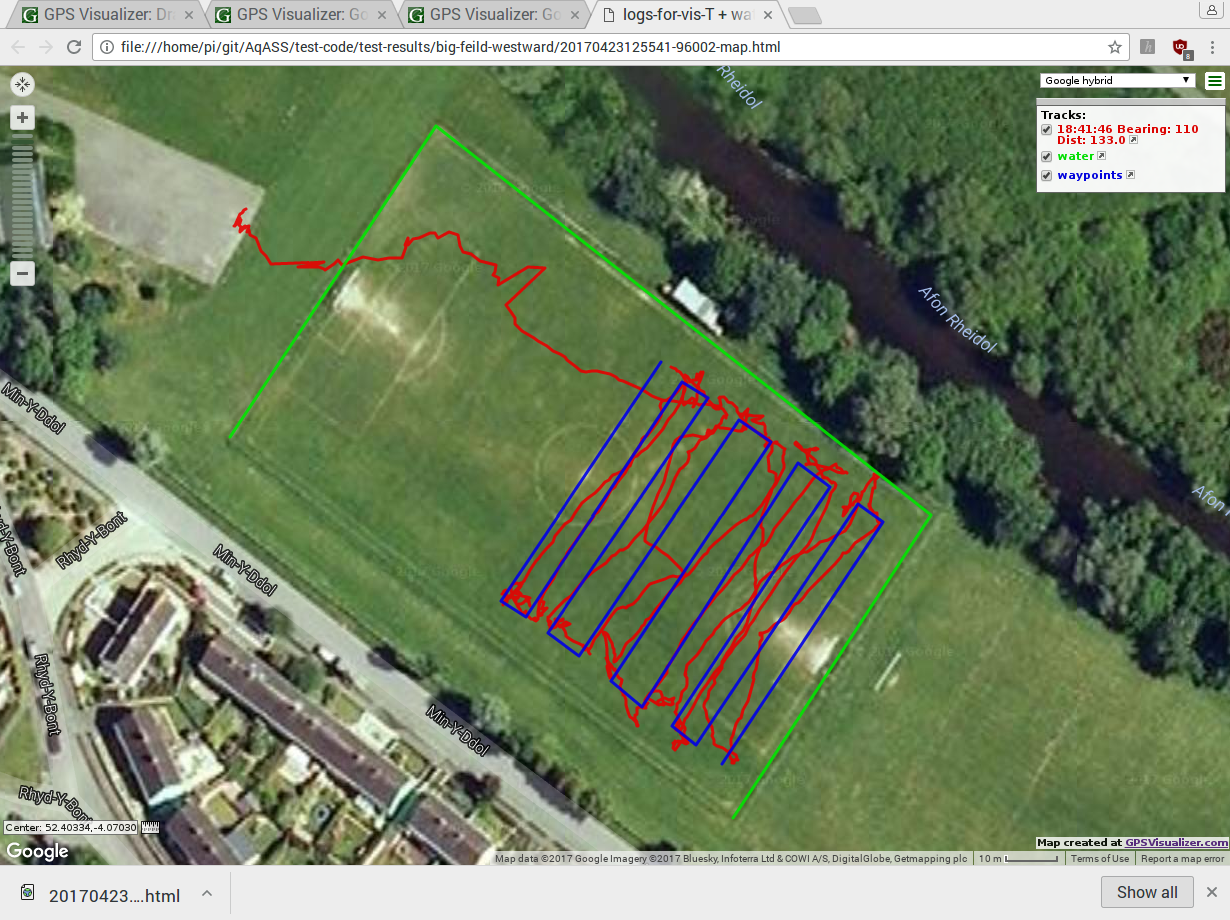 GPS Visualizer: Dr
GPS Visualizer: Go
GPS Visualizer: Go
logs-for-vis-T + wa
file:///home/pi/git/AqASS/test-code/test-results/big-feild-westward/20170423125541-96002-map.html
8
Google hybrid
Tracks:
18:41:46 Bearing: 110
Dist: 133.0
water
waypoints
Rheidol
Afon Rheidol
Afon
Min-Y-Ddol
Rhyd-Y-Bont
Rhyd-Y-Bont
Min-Y-Ddol
Rhyd-Y-Bont
Min-Y-Ddol
Rhyd-Y-Bont
Center: 52.40334,-4.07030
Google
Map created at GPSVisualizer.com
Map data ©2017 Google Imagery ©2017 Bluesky, Infoterra Ltd & COWI A/S, DigitalGlobe, Getmapping plc
10 m
Terms of Use
Report a map error
20170423....html
Show all